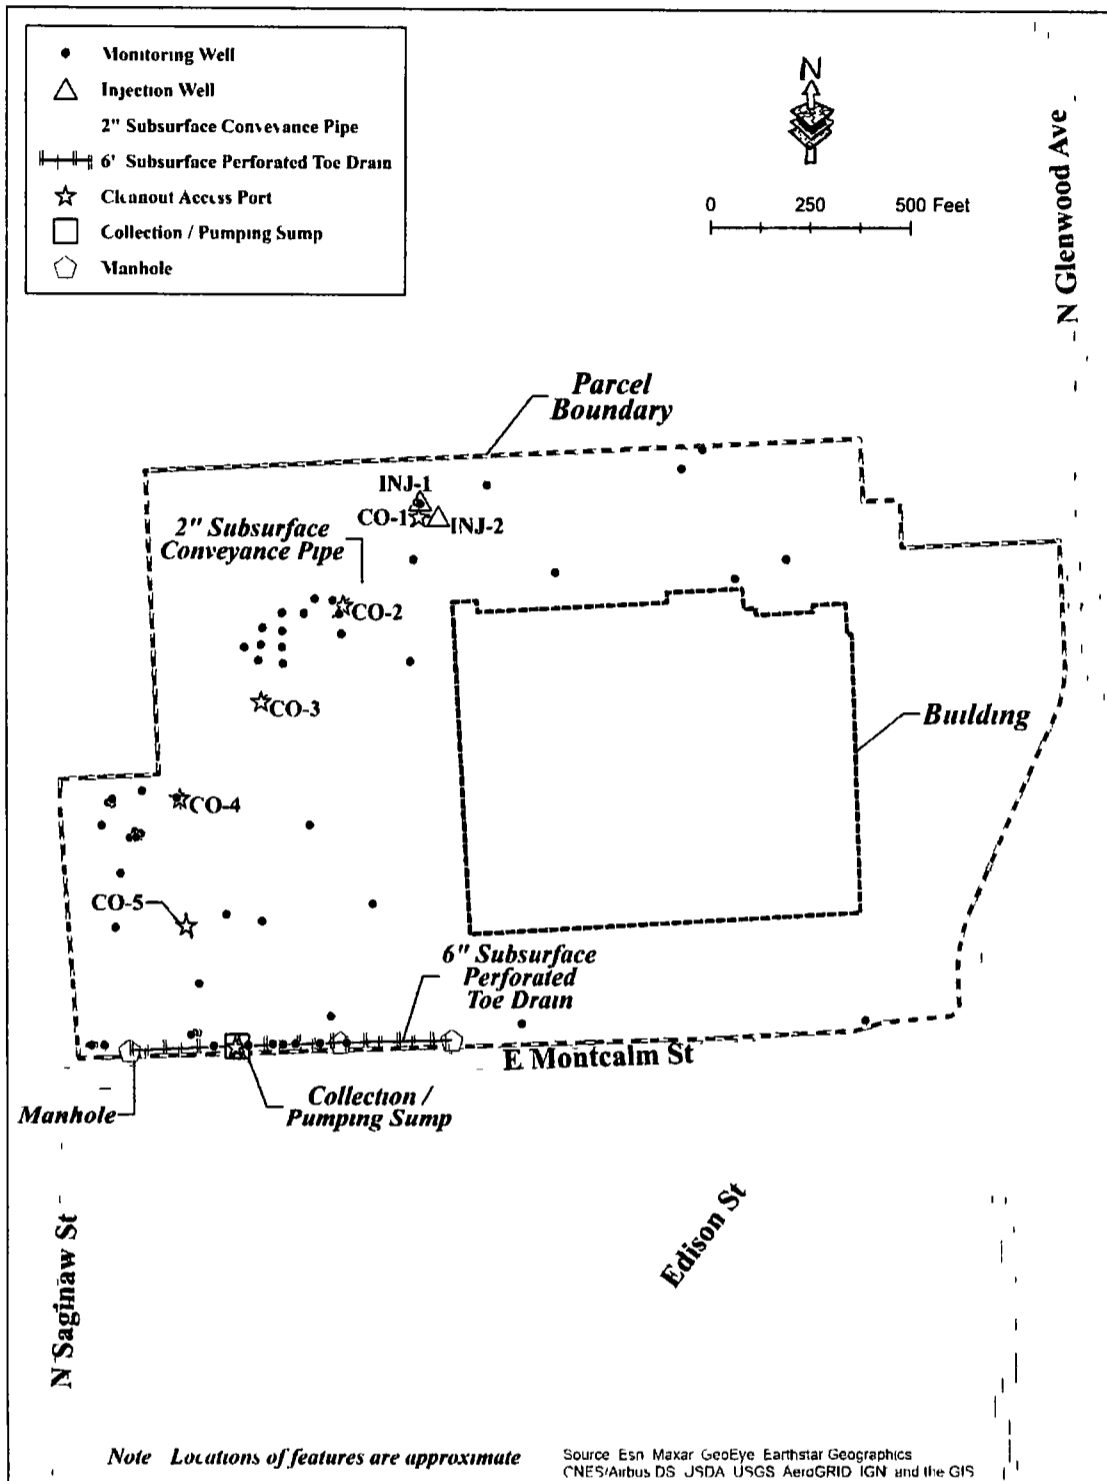 Monitoring Well
Injection Well
2" Subsurface Conveyance Pipe
6' Subsurface Perforated Toe Drain
Cleanout Access Port
Collection / Pumping Sump
Manhole
N
0 250 500 Feet
N Glenwood Ave
Parcel
Boundary
INJ-1
CO-1
INJ-2
2" Subsurface
Conveyance Pipe
CO-2
CO-3
Building
CO-4
CO-5
6" Subsurface
Perforated
Toe Drain
E Montcalm St
Manhole
Collection /
Pumping Sump
Edison St
N Saginaw St
Note Locations of features are approximate
Source Esri Maxar GeoEye Earthstar Geographics
CNES/Airbus DS USDA USGS AeroGRID IGN and the GIS